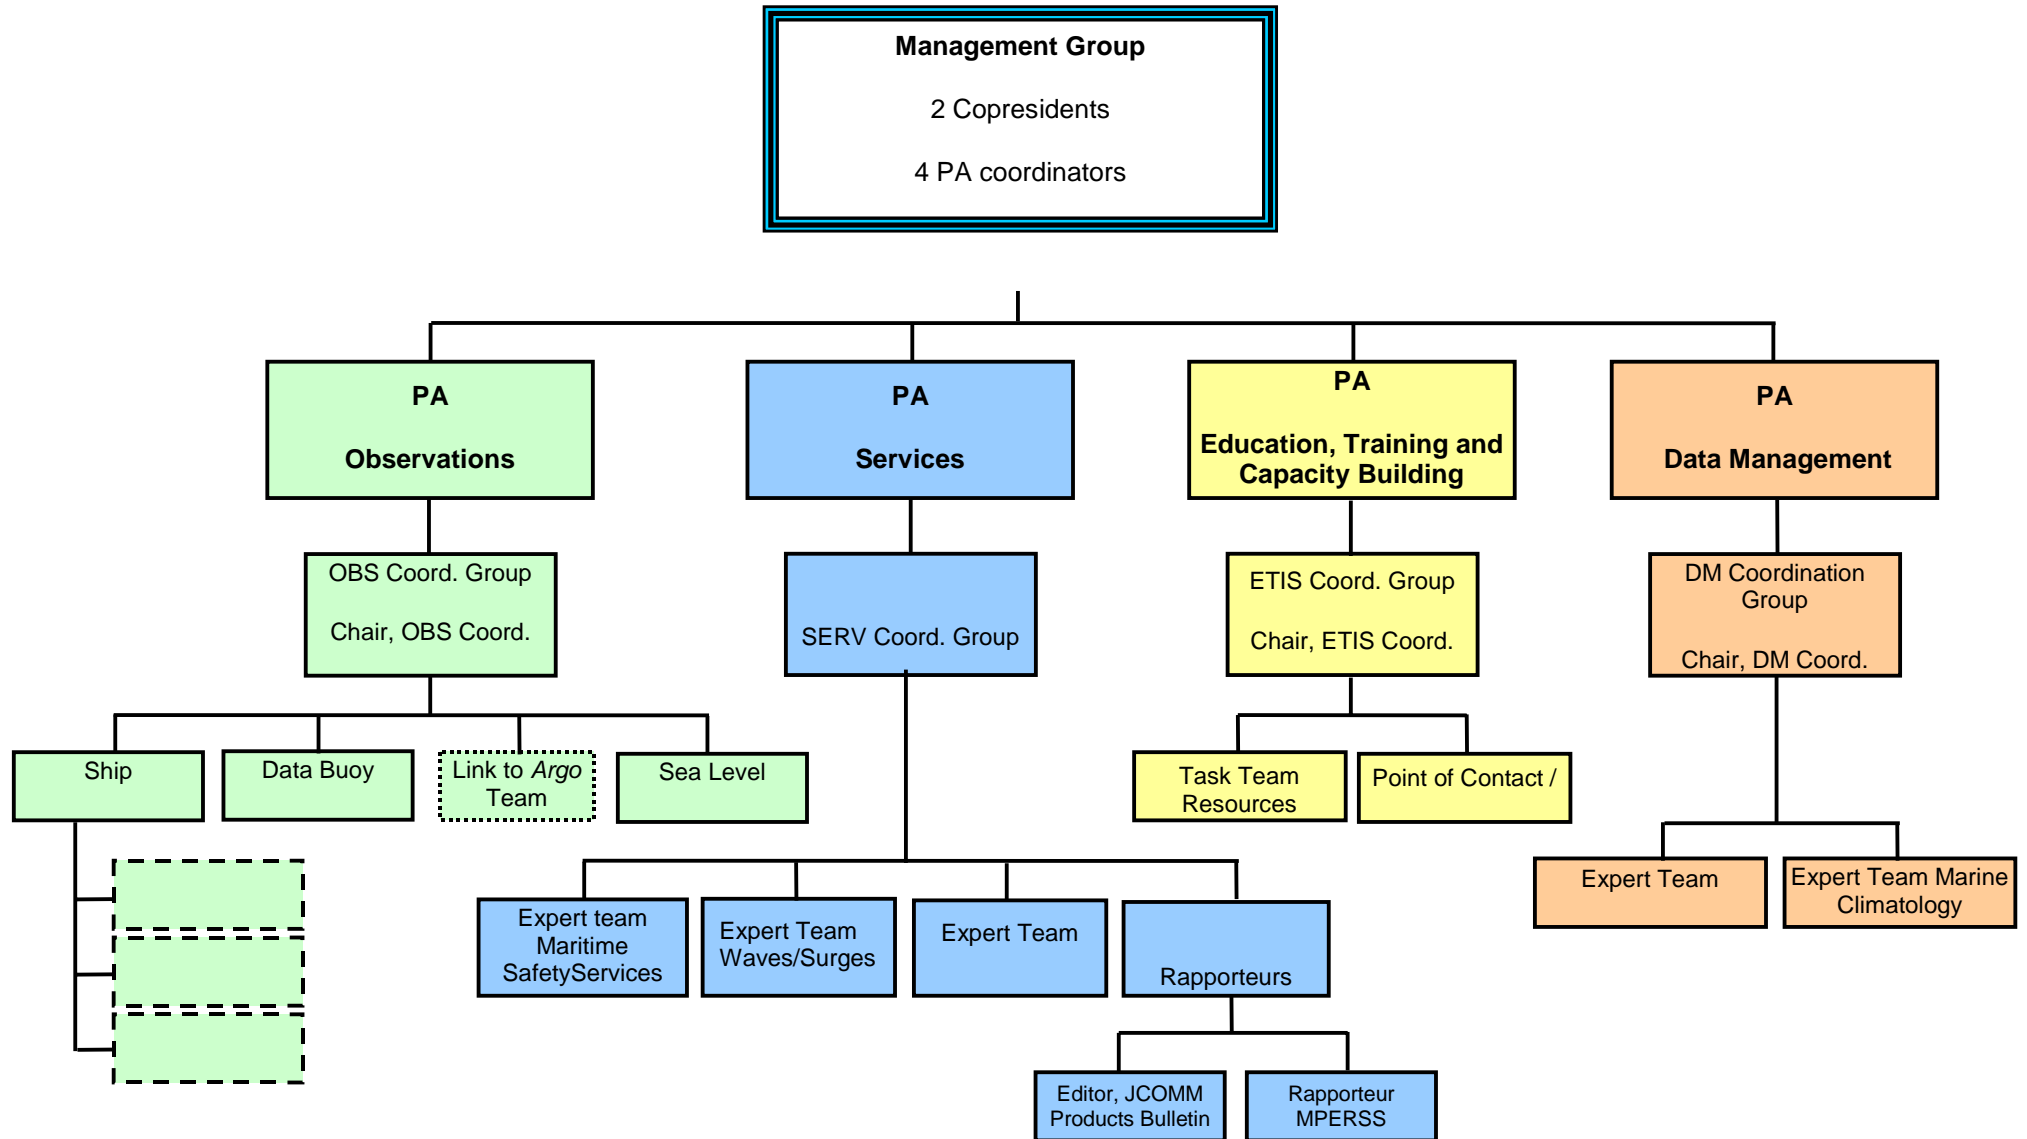 Management Group
2 Copresidents
4 PA coordinators
PA
Observations
PA
Services
PA
Education, Training and
Capacity Building
PA
Data Management
OBS Coord. Group
Chair, OBS Coord.
SERV Coord. Group
ETIS Coord. Group
Chair, ETIS Coord.
DM Coordination
Group
Chair, DM Coord.
Ship
Data Buoy
Link to Argo
Team
Sea Level
Task Team
Resources
Point of Contact /
Expert team
Maritime
SafetyServices
Expert Team
Waves/Surges
Expert Team
Rapporteurs
Expert Team
Expert Team Marine
Climatology
Editor, JCOMM
Products Bulletin
Rapporteur
MPERSS